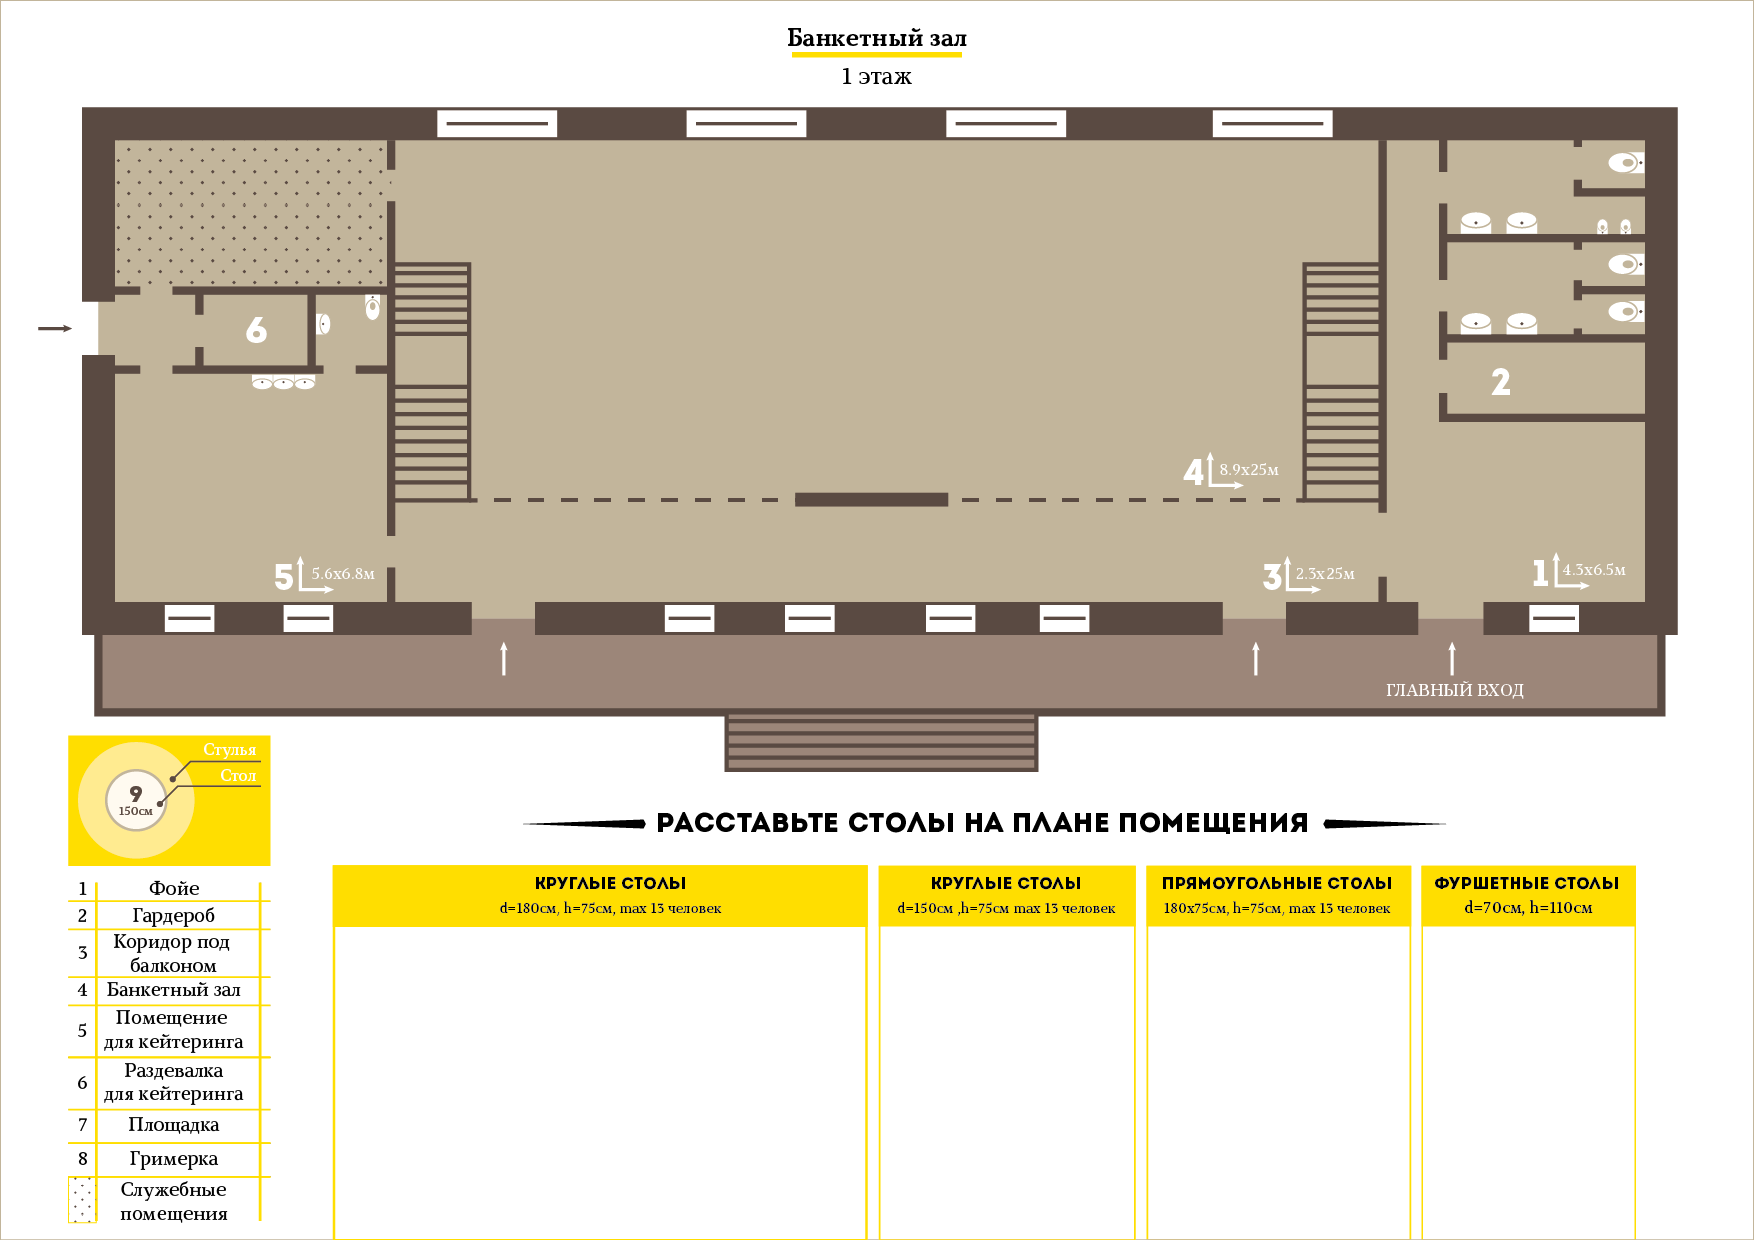 Банкетный зал
1 этаж
6
2
4 8.9х25м
5 5.6х6.8м
3 2.3х25м
1 4.3х6.5м
ГЛАВНЫЙ ВХОД
Стулья
Стол
9
150см
РАССТАВЬТЕ СТОЛЫ НА ПЛАНЕ ПОМЕЩЕНИЯ
КРУГЛЫЕ СТОЛЫ
d=180см, h=75см, max 13 человек
КРУГЛЫЕ СТОЛЫ
d=150см ,h=75см max 13 человек
ПРЯМОУГОЛЬНЫЕ СТОЛЫ
180х75см, h=75см, max 13 человек
ФУРШЕТНЫЕ СТОЛЫ
d=70см, h=110см
1 Фойе
2 Гардероб
3 Коридор под
балконом
4 Банкетный зал
5 Помещение
для кейтеринга
6 Раздевалка
для кейтеринга
7 Площадка
8 Гримерка
Служебные
помещения